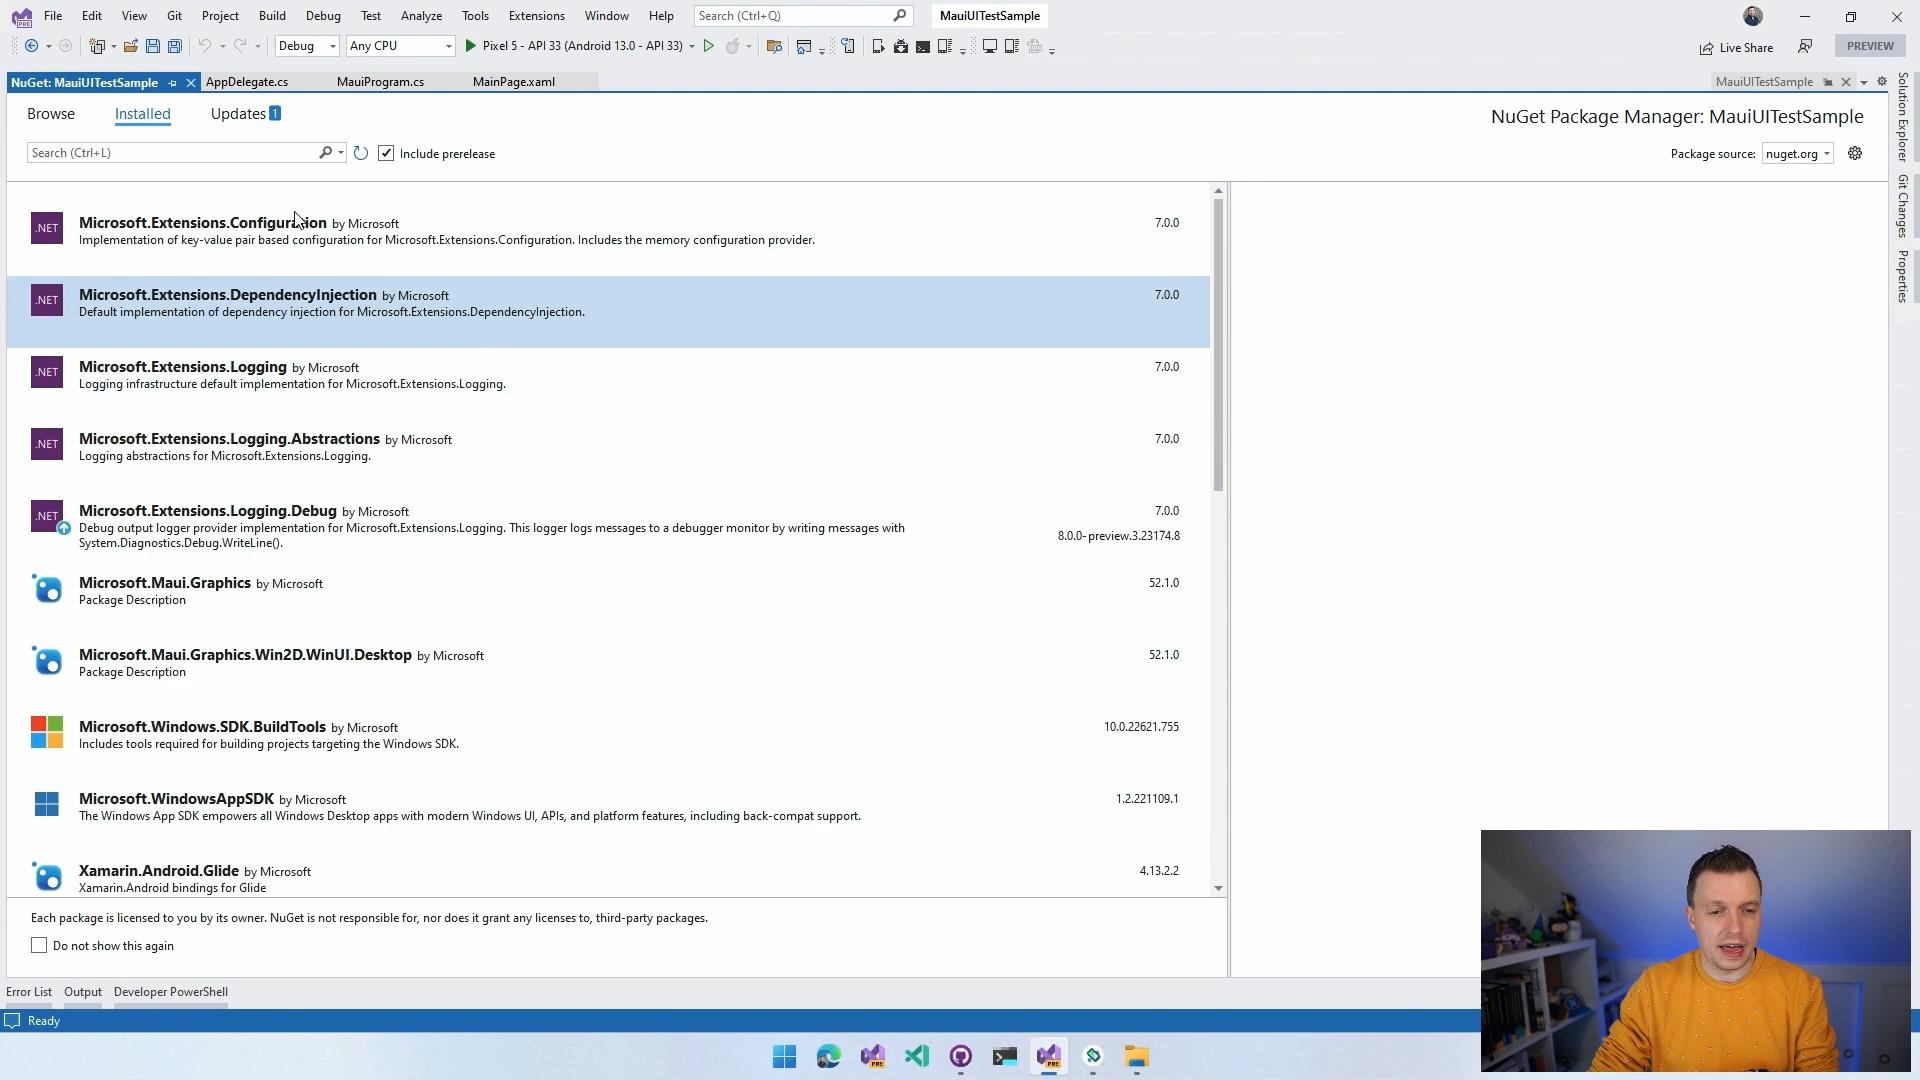 File Edit View Git Project Build Debug Test Analyze Tools Extensions Window Help Search (Ctrl+Q) MauiUITestSample
Debug Any CPU Pixel 5 - API 33 (Android 13.0 - API 33) Live Share PREVIEW
NuGet: MauiUITestSample AppDelegate.cs MauiProgram.cs MainPage.xaml MauiUITestSample
Browse Installed Updates 1 NuGet Package Manager: MauiUITestSample
Search (Ctrl+L) Include prerelease Package source: nuget.org
.NET Microsoft.Extensions.Configuration by Microsoft 7.0.0
Implementation of key-value pair based configuration for Microsoft.Extensions.Configuration. Includes the memory configuration provider.
.NET Microsoft.Extensions.DependencyInjection by Microsoft 7.0.0
Default implementation of dependency injection for Microsoft.Extensions.DependencyInjection.
.NET Microsoft.Extensions.Logging by Microsoft 7.0.0
Logging infrastructure default implementation for Microsoft.Extensions.Logging.
.NET Microsoft.Extensions.Logging.Abstractions by Microsoft 7.0.0
Logging abstractions for Microsoft.Extensions.Logging.
.NET Microsoft.Extensions.Logging.Debug by Microsoft 7.0.0
Debug output logger provider implementation for Microsoft.Extensions.Logging. This logger logs messages to a debugger monitor by writing messages with 8.0.0-preview.3.23174.8
System.Diagnostics.Debug.WriteLine().
Microsoft.Maui.Graphics by Microsoft 52.1.0
Package Description
Microsoft.Maui.Graphics.Win2D.WinUI.Desktop by Microsoft 52.1.0
Package Description
Microsoft.Windows.SDK.BuildTools by Microsoft 10.0.22621.755
Includes tools required for building projects targeting the Windows SDK.
Microsoft.WindowsAppSDK by Microsoft 1.2.221109.1
The Windows App SDK empowers all Windows Desktop apps with modern Windows UI, APIs, and platform features, including back-compat support.
Xamarin.Android.Glide by Microsoft 4.13.2.2
Xamarin.Android bindings for Glide
Each package is licensed to you by its owner. NuGet is not responsible for, nor does it grant any licenses to, third-party packages.
Do not show this again
Solution Explorer
Git Changes
Properties
Error List Output Developer PowerShell
Ready
PRE
PRE
PRE